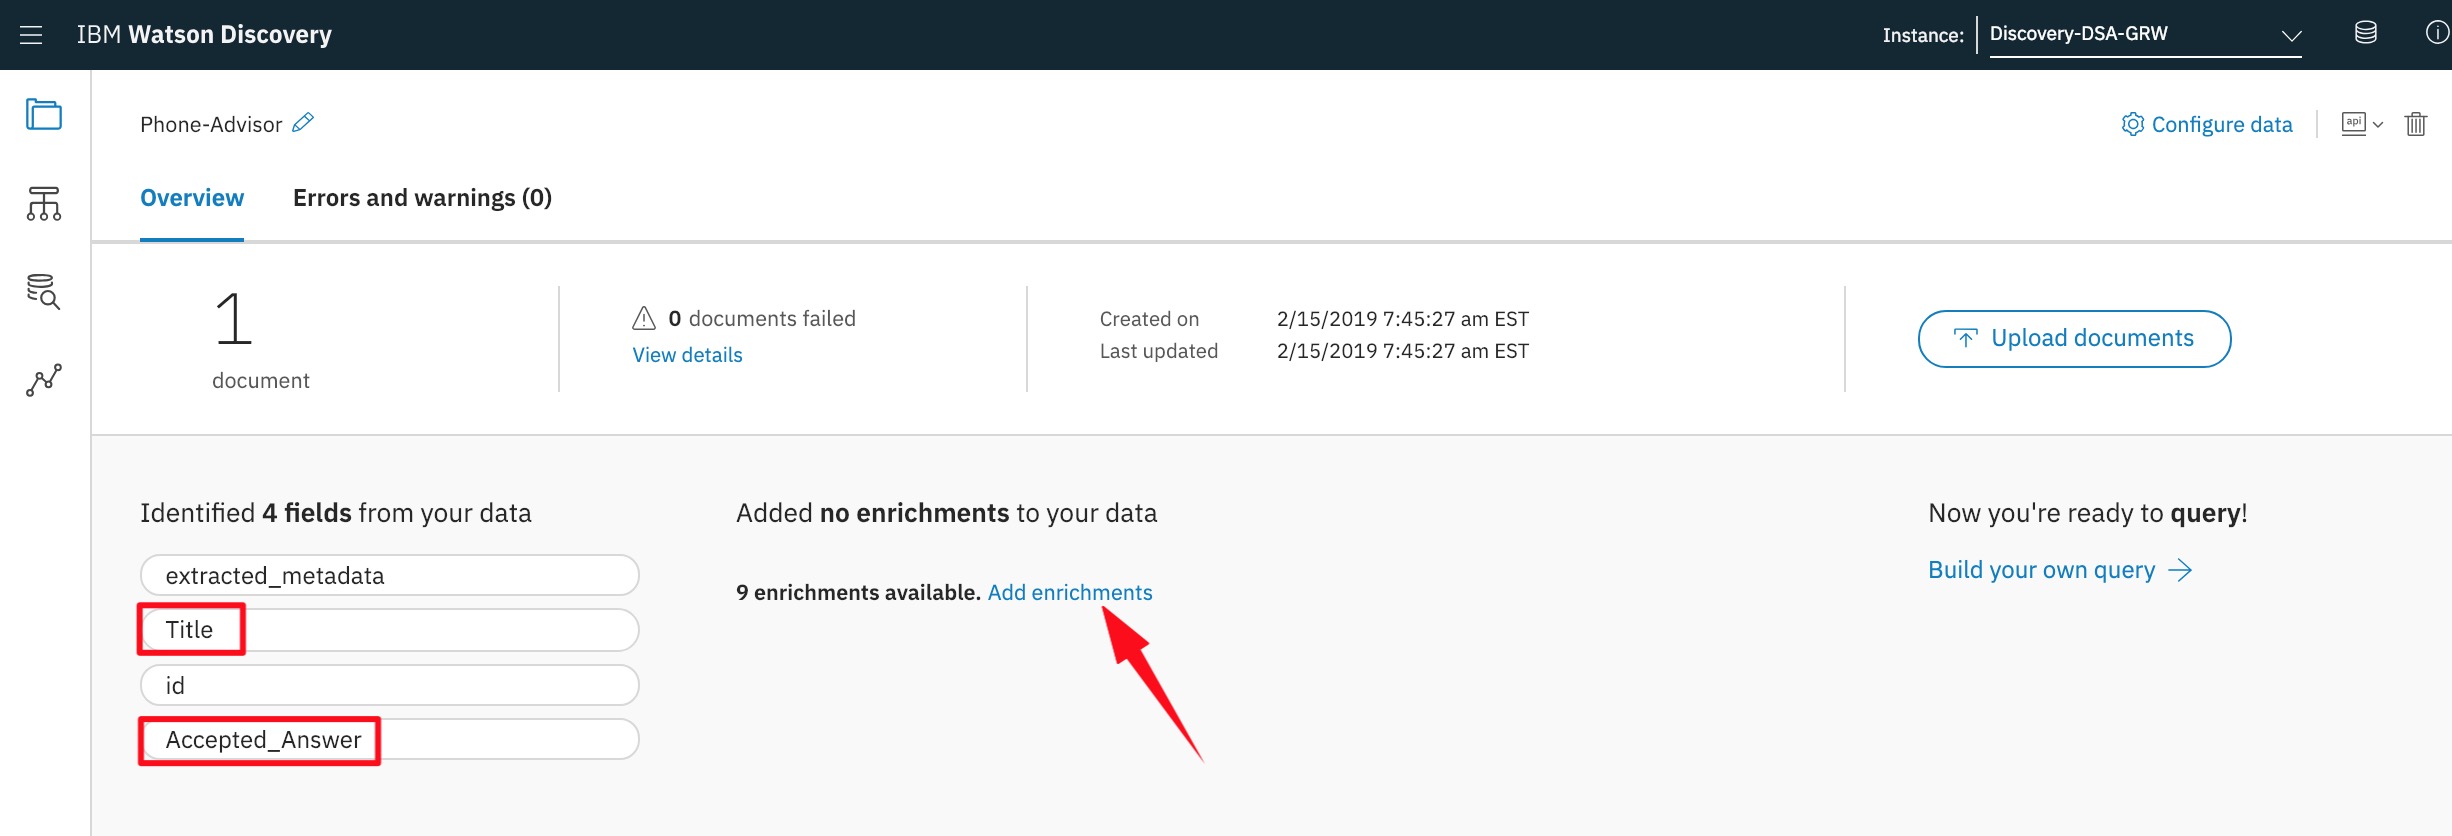 IBM Watson Discovery
Instance: Discovery-DSA-GRW
Phone-Advisor
Configure data
api
Overview
Errors and warnings (0)
1
document
0 documents failed
View details
Created on 2/15/2019 7:45:27 am EST
Last updated 2/15/2019 7:45:27 am EST
Upload documents
Identified 4 fields from your data
extracted_metadata
Title
id
Accepted_Answer
Added no enrichments to your data
9 enrichments available. Add enrichments
Now you're ready to query!
Build your own query